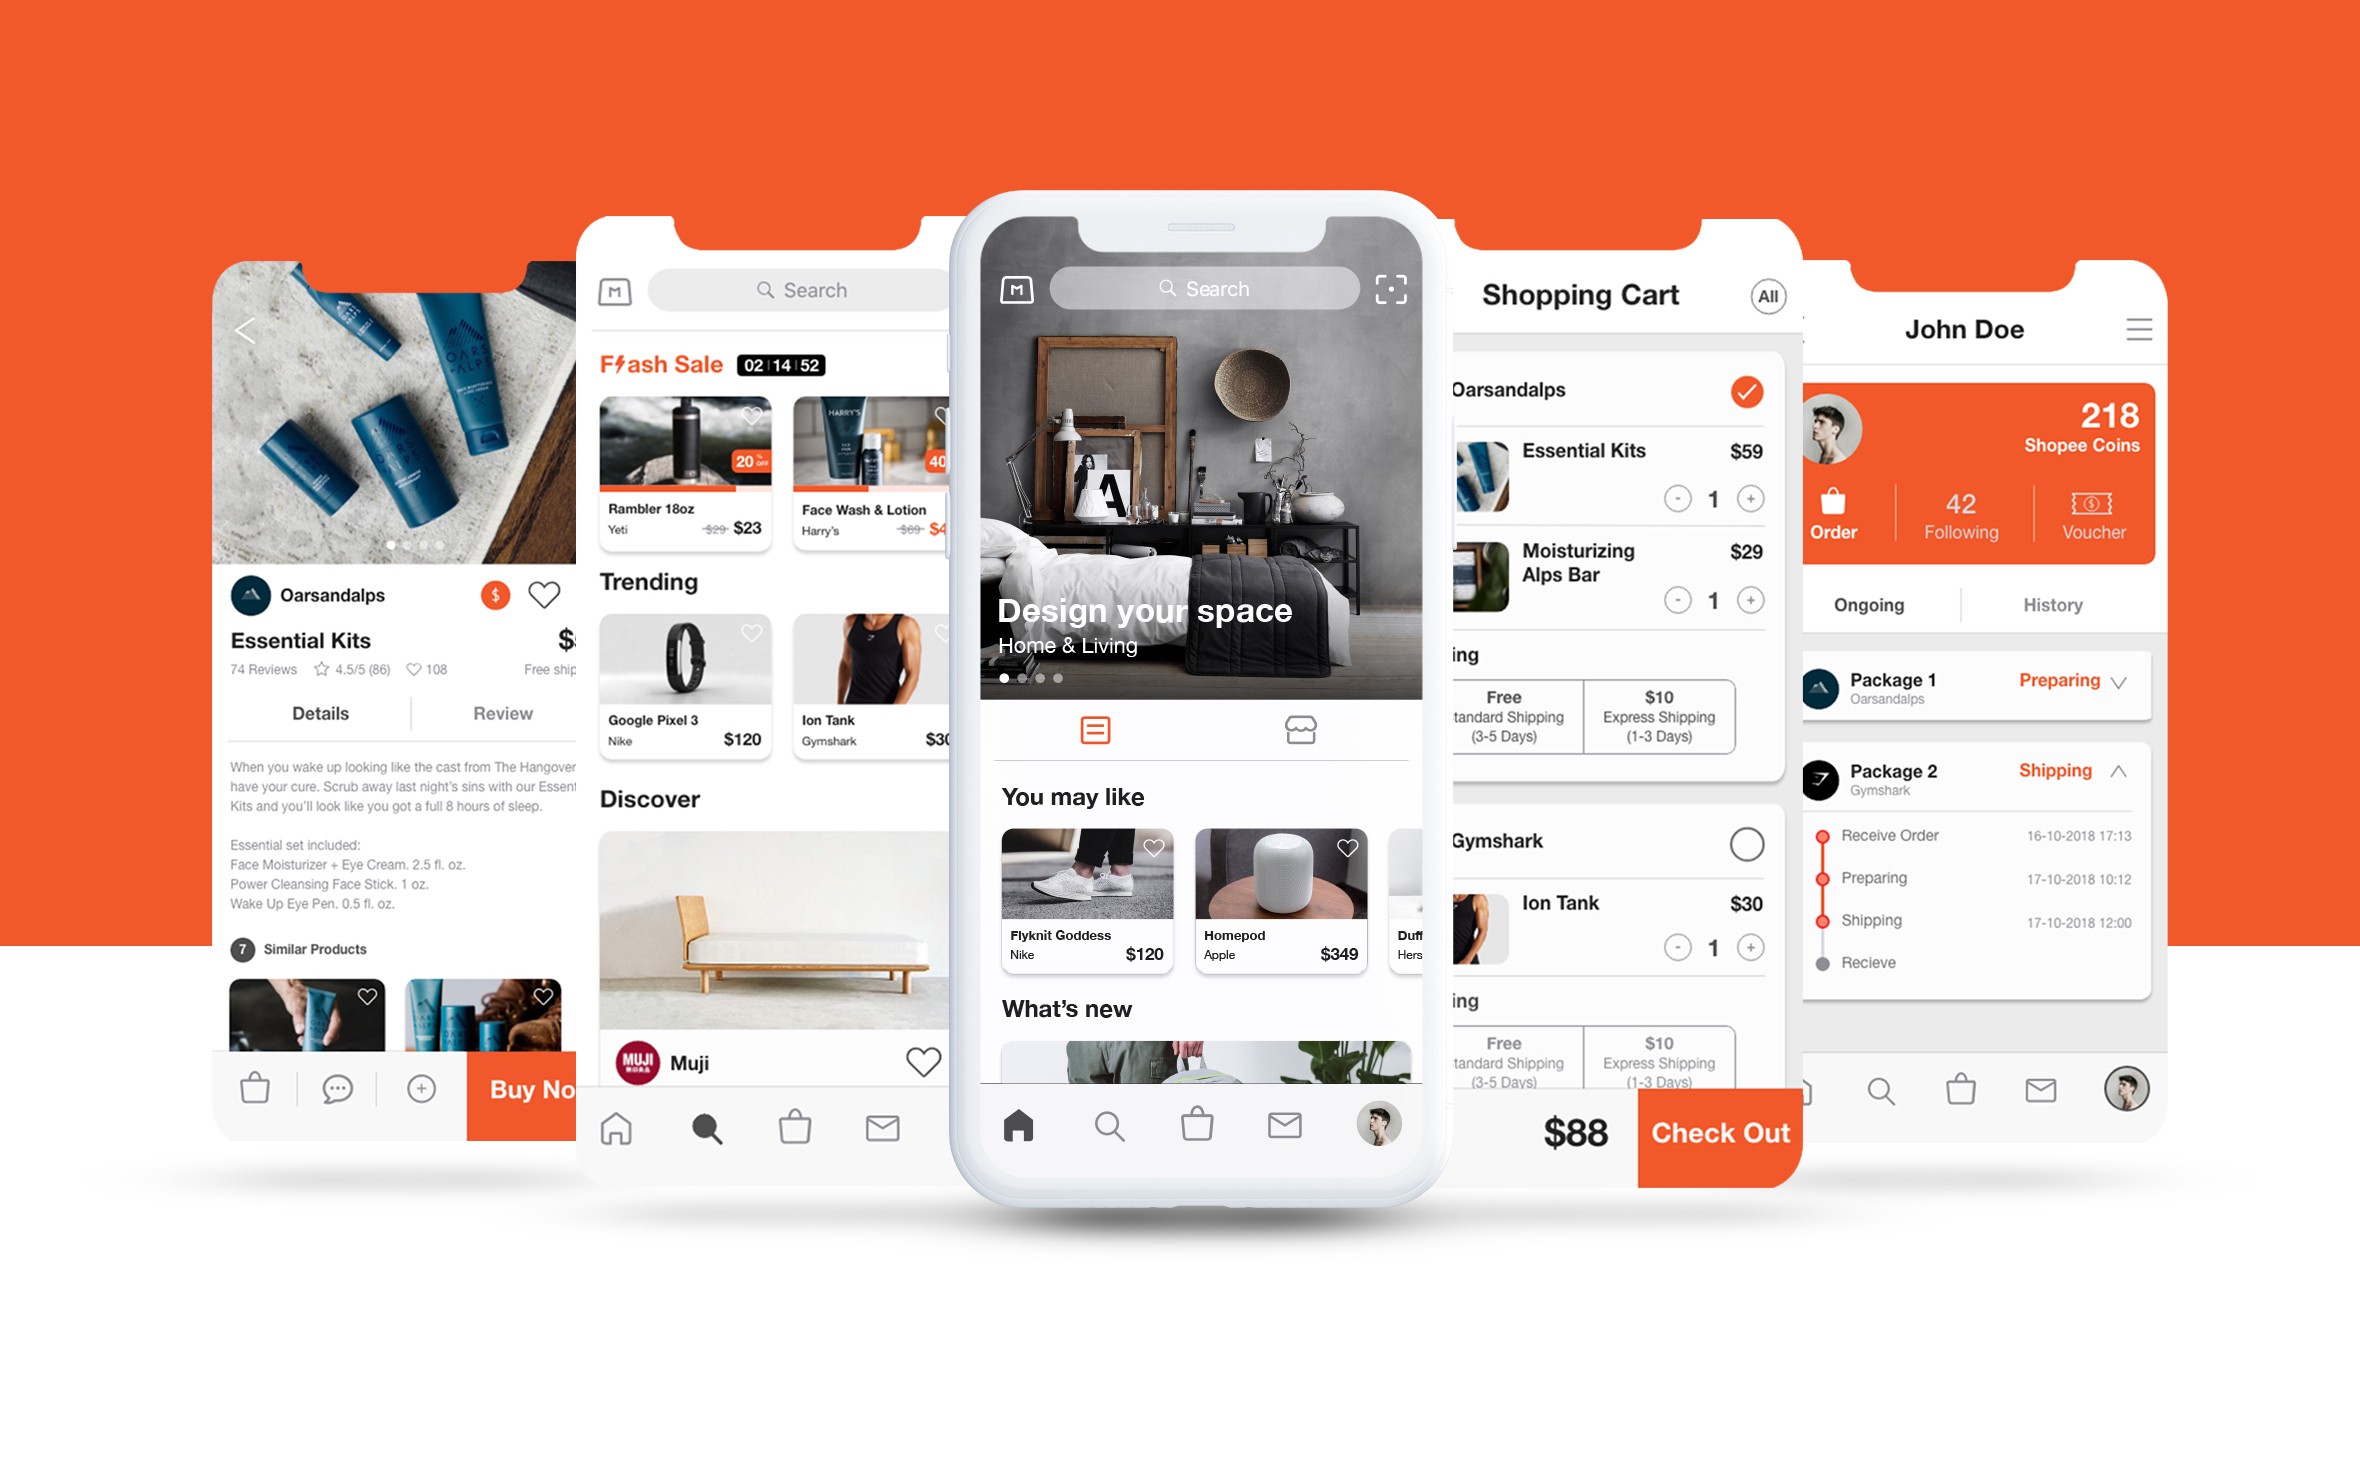 Oarsandalps
Essential Kits
74 Reviews 4.5/5 (86) 108 Free ship
Details Review
When you wake up looking like the cast from The Hangover
have your cure. Scrub away last night's sins with our Essent
Kits and you'll look like you got a full 8 hours of sleep.
Essential set included:
Face Moisturizer + Eye Cream. 2.5 fl. oz.
Power Cleansing Face Stick. 1 oz.
Wake Up Eye Pen. 0.5 fl. oz.
7 Similar Products
Buy No
Search
Flash Sale 02 14 52
HARRY'S
20 % OFF
40
Rambler 18oz
Yeti $29 $23
Face Wash & Lotion
Harry's $69 $4
Trending
Google Pixel 3
Nike $120
Ion Tank
Gymshark $30
Discover
MUJI
無印良品
Muji
Search
A
Design your space
Home & Living
You may like
Flyknit Goddess
Nike $120
Homepod
Apple $349
Duff
Hers
What's new
Shopping Cart All
Oarsandalps
Essential Kits $59
- 1 +
Moisturizing $29
Alps Bar
- 1 +
ing
Free
tandard Shipping
(3-5 Days)
$10
Express Shipping
(1-3 Days)
Gymshark
Ion Tank $30
- 1 +
ing
Free
tandard Shipping
(3-5 Days)
$10
Express Shipping
(1-3 Days)
$88 Check Out
John Doe
218
Shopee Coins
Order
42
Following
Voucher
Ongoing History
Package 1 Preparing
Oarsandalps
Package 2 Shipping
Gymshark
Receive Order 16-10-2018 17:13
Preparing 17-10-2018 10:12
Shipping 17-10-2018 12:00
Recieve